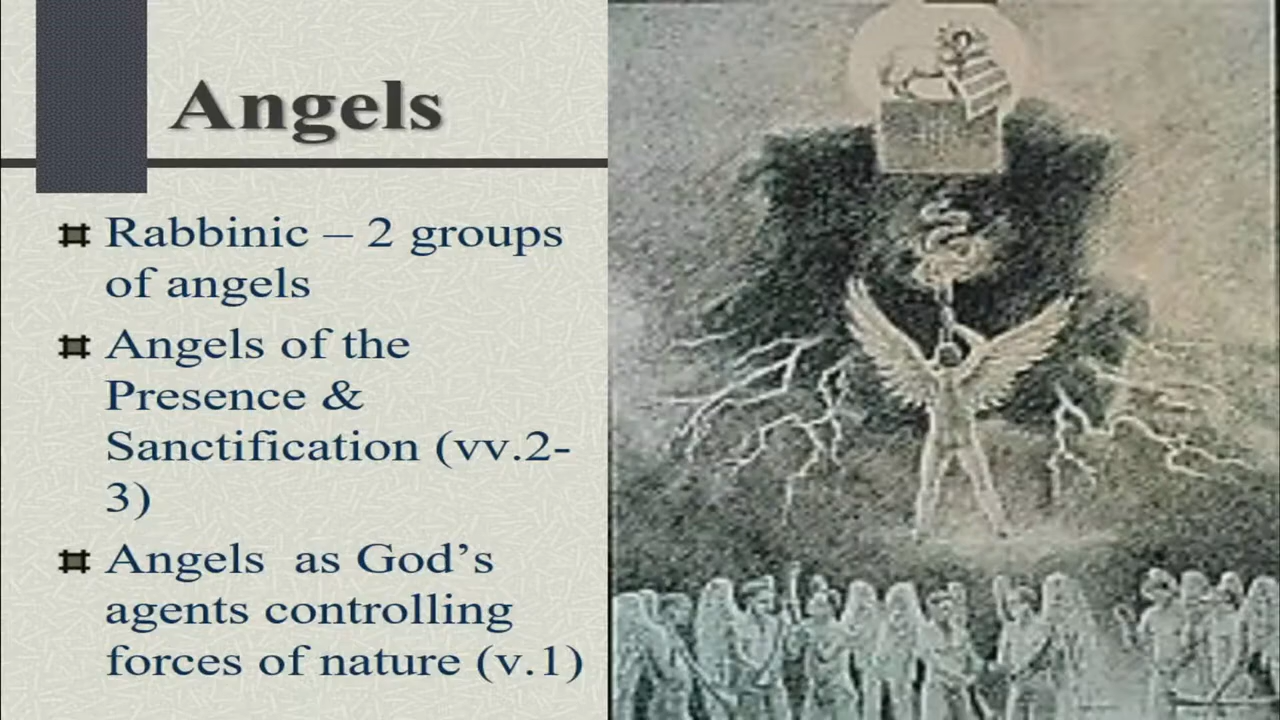 Angels
Rabbinic – 2 groups
of angels
Angels of the
Presence &
Sanctification (vv.2-
3)
Angels  as God’s
agents controlling
forces of nature (v.1)